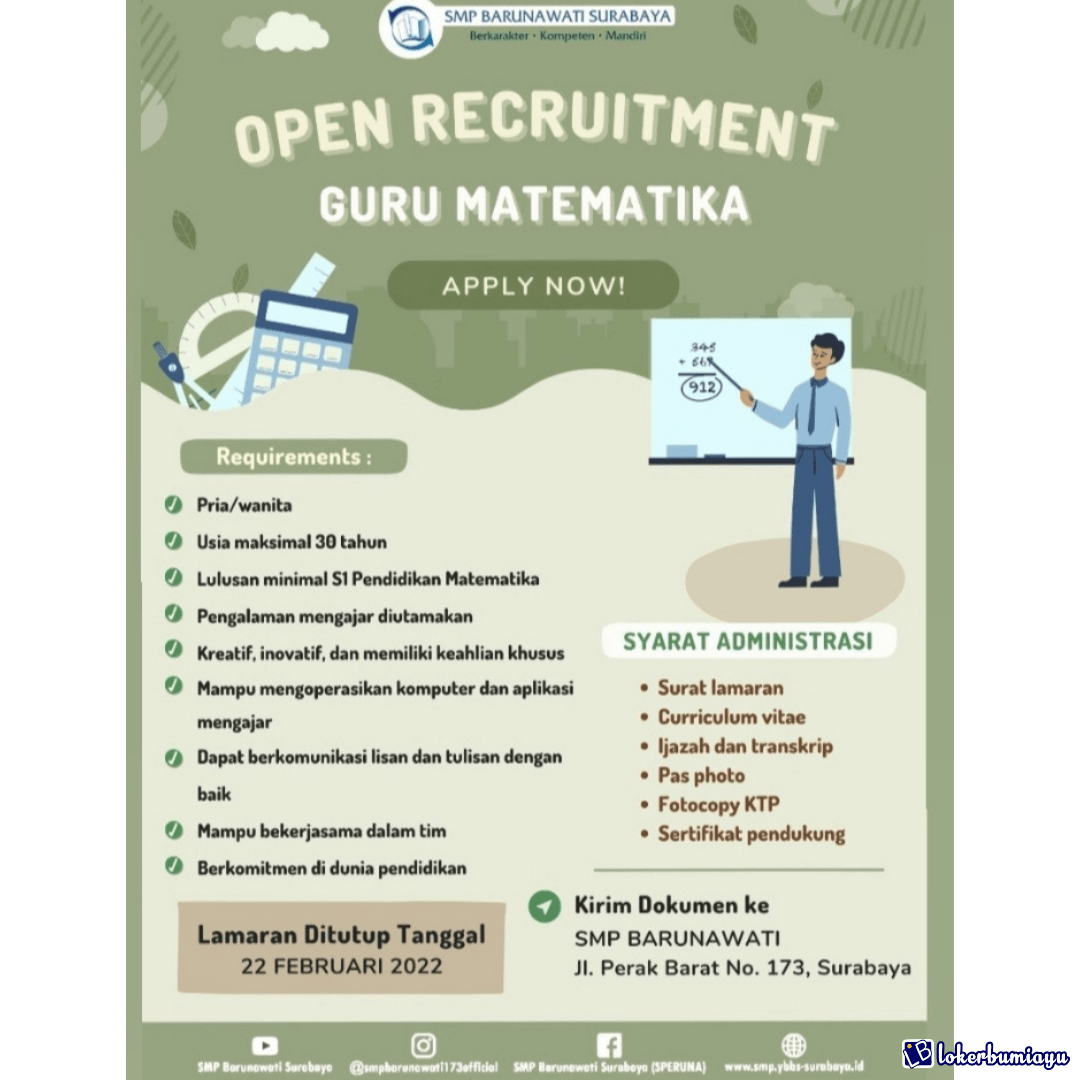 SMP BARUNAWATI SURABAYA
Berkarakter • Kompeten • Mandiri
OPEN RECRUITMENT
GURU MATEMATIKA
APPLY NOW!
345
+ 567
912
Requirements :
Pria/wanita
Usia maksimal 30 tahun
Lulusan minimal S1 Pendidikan Matematika
Pengalaman mengajar diutamakan
Kreatif, inovatif, dan memiliki keahlian khusus
Mampu mengoperasikan komputer dan aplikasi
mengajar
Dapat berkomunikasi lisan dan tulisan dengan
baik
Mampu bekerjasama dalam tim
Berkomitmen di dunia pendidikan
SYARAT ADMINISTRASI
• Surat lamaran
• Curriculum vitae
• Ijazah dan transkrip
• Pas photo
• Fotocopy KTP
• Sertifikat pendukung
Lamaran Ditutup Tanggal
22 FEBRUARI 2022
Kirim Dokumen ke
SMP BARUNAWATI
Jl. Perak Barat No. 173, Surabaya
SMP Barunawati Surabaya
@smpbarunawati173official
SMP Barunawati Surabaya (SPERUNA)
www.smp.ybbs-surabaya.id
lokerbumiayu